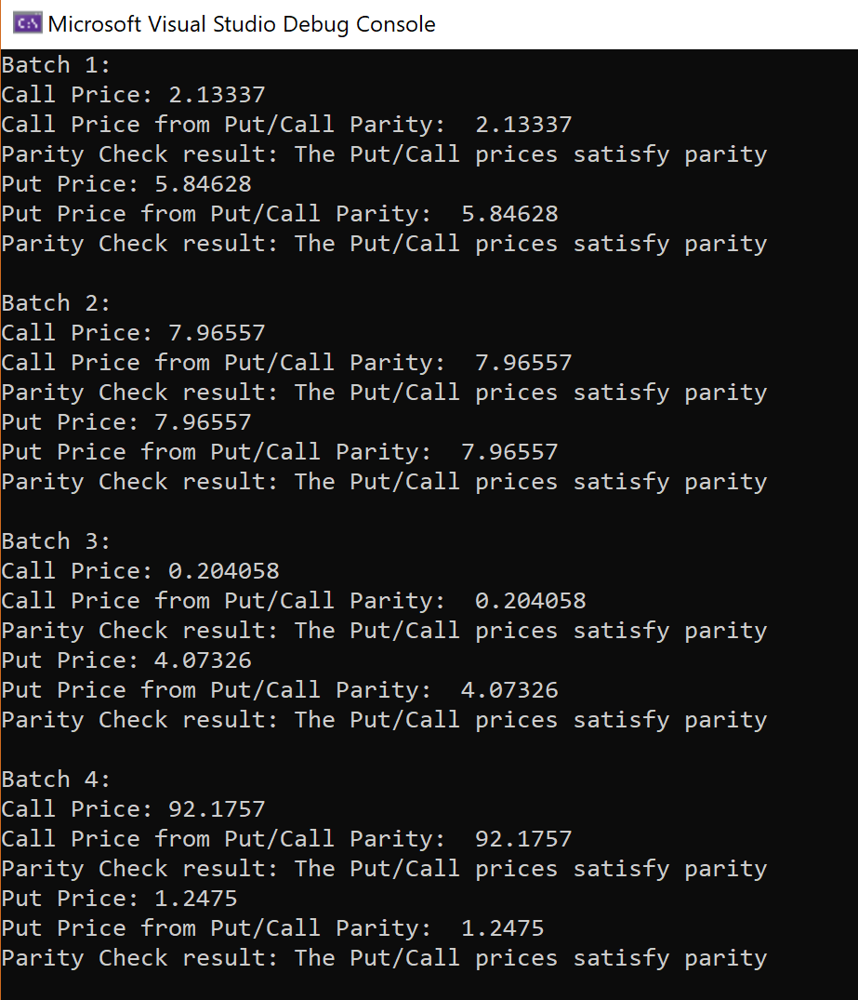 C:\
Microsoft Visual Studio Debug Console
Batch 1:
Call Price: 2.13337
Call Price from Put/Call Parity:  2.13337
Parity Check result: The Put/Call prices satisfy parity
Put Price: 5.84628
Put Price from Put/Call Parity:  5.84628
Parity Check result: The Put/Call prices satisfy parity

Batch 2:
Call Price: 7.96557
Call Price from Put/Call Parity:  7.96557
Parity Check result: The Put/Call prices satisfy parity
Put Price: 7.96557
Put Price from Put/Call Parity:  7.96557
Parity Check result: The Put/Call prices satisfy parity

Batch 3:
Call Price: 0.204058
Call Price from Put/Call Parity:  0.204058
Parity Check result: The Put/Call prices satisfy parity
Put Price: 4.07326
Put Price from Put/Call Parity:  4.07326
Parity Check result: The Put/Call prices satisfy parity

Batch 4:
Call Price: 92.1757
Call Price from Put/Call Parity:  92.1757
Parity Check result: The Put/Call prices satisfy parity
Put Price: 1.2475
Put Price from Put/Call Parity:  1.2475
Parity Check result: The Put/Call prices satisfy parity